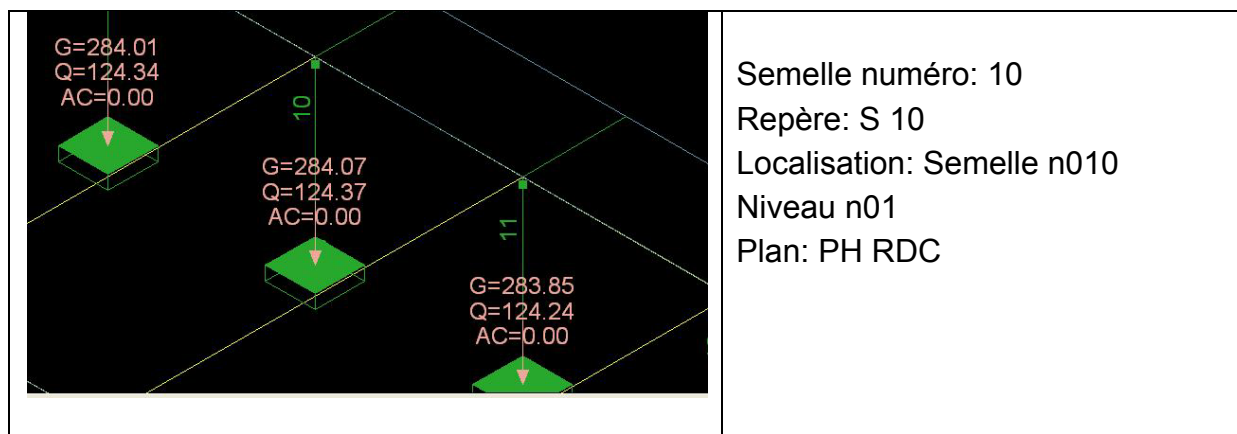 G=284.01
Q=124.34
AC=0.00
10
G=284.07
Q=124.37
AC=0.00
11
G=283.85
Q=124.24
AC=0.00
Semelle numéro: 10
Repère: S 10
Localisation: Semelle n010
Niveau n01
Plan: PH RDC